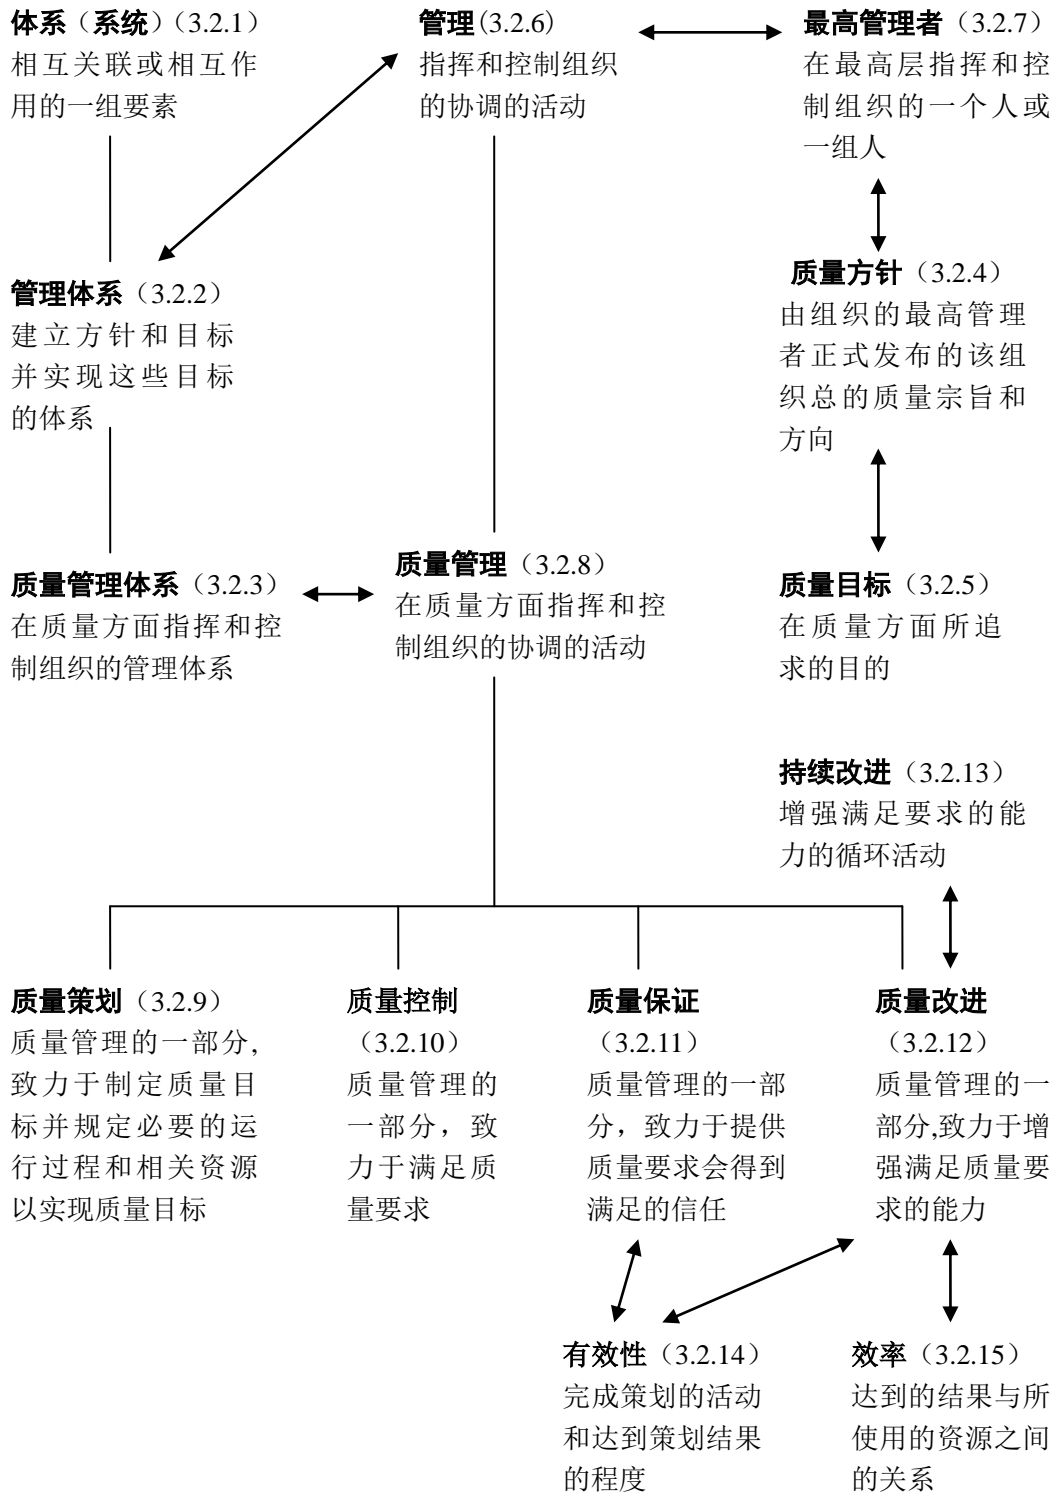 体系（系统）（3.2.1）
相互关联或相互作
用的一组要素
管理(3.2.6)
指挥和控制组织
的协调的活动
最高管理者（3.2.7）
在最高层指挥和控
制组织的一个人或
一组人
管理体系（3.2.2）
建立方针和目标
并实现这些目标
的体系
质量方针（3.2.4）
由组织的最高管理
者正式发布的该组
织总的质量宗旨和
方向
质量管理体系（3.2.3）
在质量方面指挥和控
制组织的管理体系
质量管理（3.2.8）
在质量方面指挥和控
制组织的协调的活动
质量目标（3.2.5）
在质量方面所追
求的目的
持续改进（3.2.13）
增强满足要求的能
力的循环活动
质量策划（3.2.9）
质量管理的一部分,
致力于制定质量目
标并规定必要的运
行过程和相关资源
以实现质量目标
质量控制
（3.2.10）
质量管理的
一部分，致
力于满足质
量要求
质量保证
（3.2.11）
质量管理的一部
分，致力于提供
质量要求会得到
满足的信任
质量改进
（3.2.12）
质量管理的一
部分,致力于增
强满足质量要
求的能力
有效性（3.2.14）
完成策划的活动
和达到策划结果
的程度
效率（3.2.15）
达到的结果与所
使用的资源之间
的关系